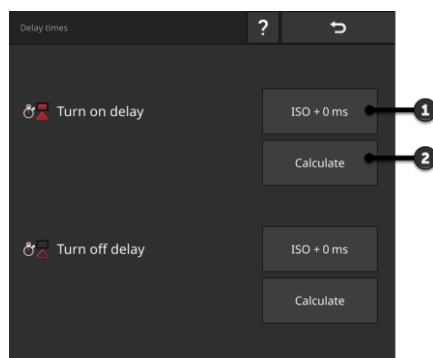 Delay times
?
Turn on delay
ISO + 0 ms
1
Calculate
2
Turn off delay
ISO + 0 ms
Calculate